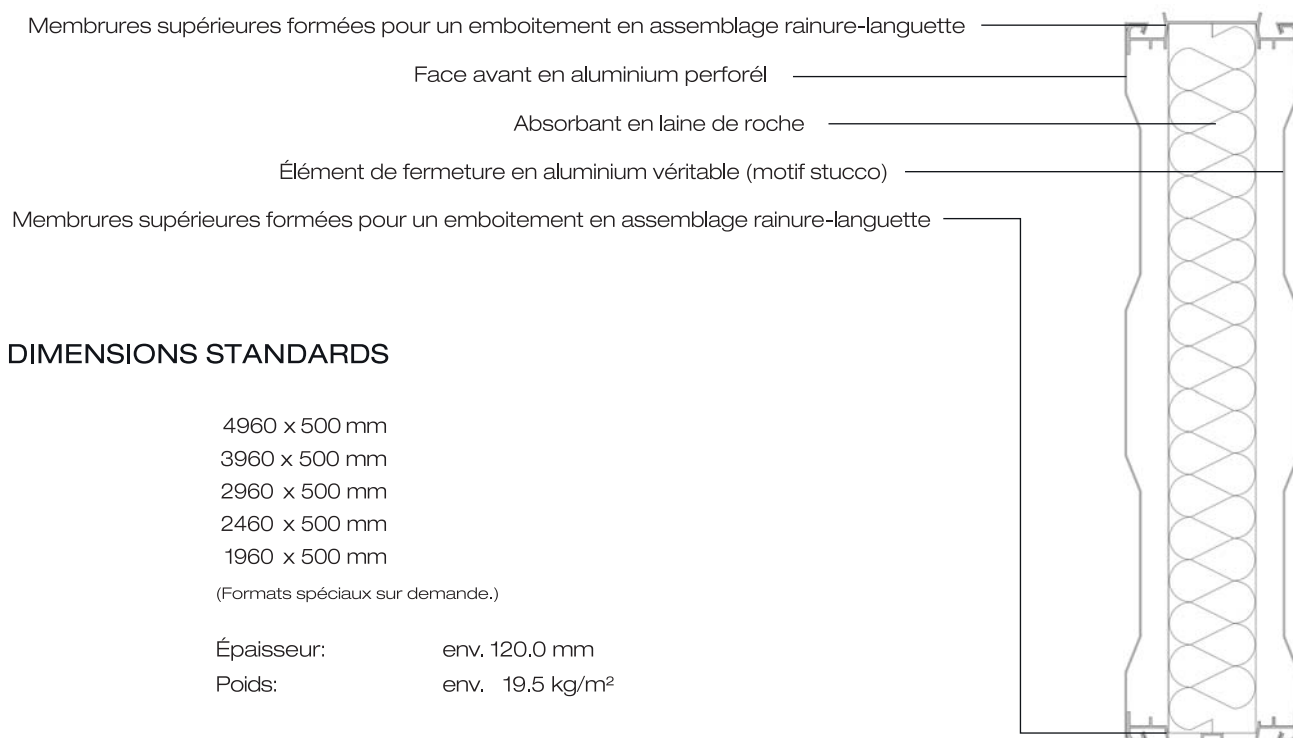 Membrures supérieures formées pour un emboitement en assemblage rainure-languette
Face avant en aluminium perforél
Absorbant en laine de roche
Élément de fermeture en aluminium véritable (motif stucco)
Membrures supérieures formées pour un emboitement en assemblage rainure-languette
DIMENSIONS STANDARDS
4960 x 500 mm
3960 x 500 mm
2960 x 500 mm
2460 x 500 mm
1960 x 500 mm
(Formats spéciaux sur demande.)
Épaisseur: env. 120.0 mm
Poids: env. 19.5 kg/m²